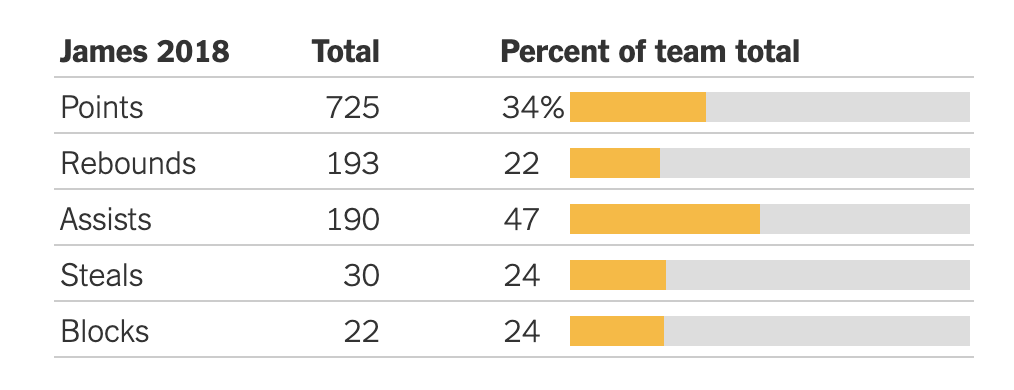 James 2018 Total Percent of team total
Points 725 34%
Rebounds 193 22
Assists 190 47
Steals 30 24
Blocks 22 24